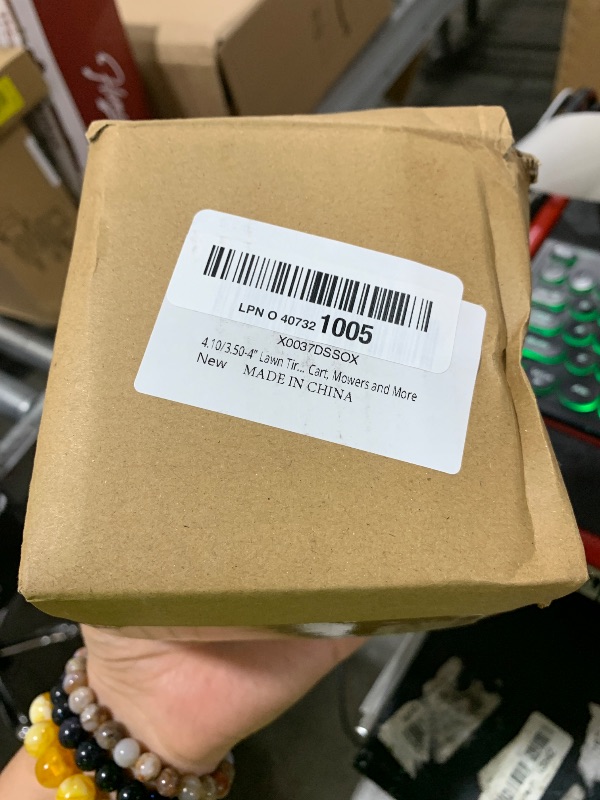 LPN O 40732 1005
X0037DSSOX
4.10/3.50-4" Lawn Tir... Cart, Mowers and More
New
MADE IN CHINA